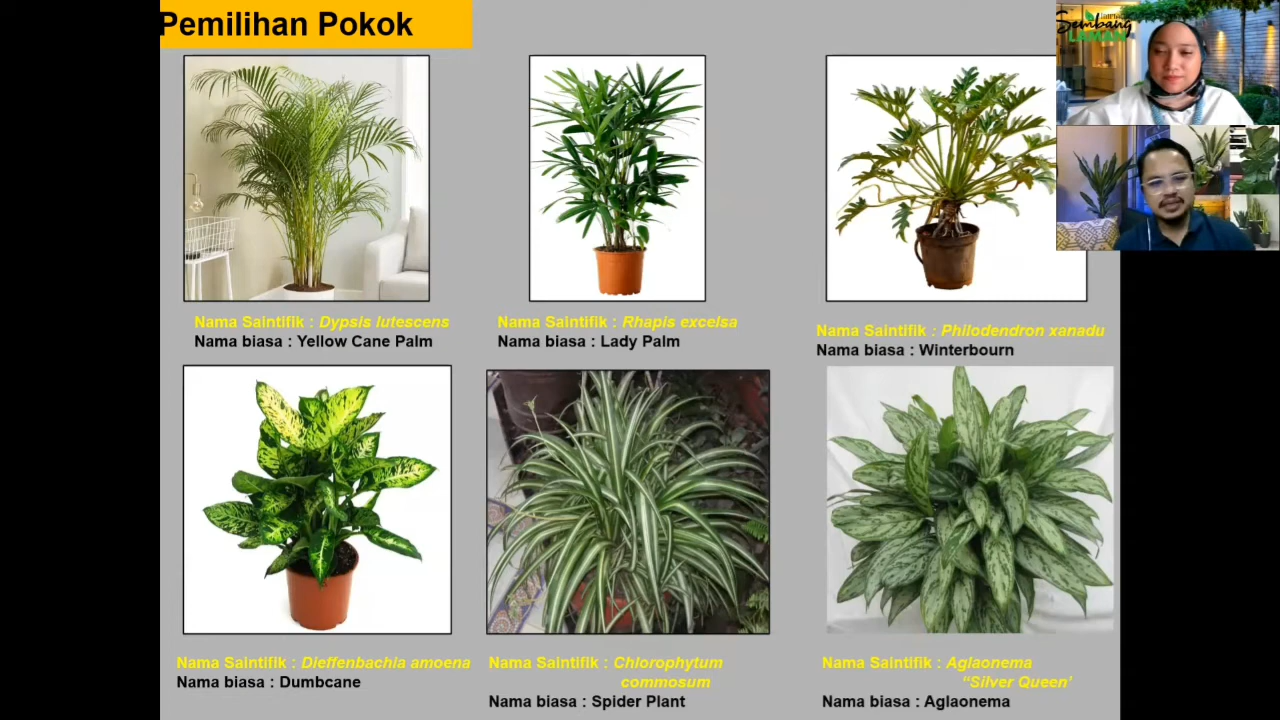 Pemilihan Pokok
Sembang
LAMAN
Nama Saintifik : Dypsis lutescens
Nama biasa : Yellow Cane Palm
Nama Saintifik : Rhapis excelsa
Nama biasa : Lady Palm
Nama Saintifik : Philodendron xanadu
Nama biasa : Winterbourn
Nama Saintifik : Dieffenbachia amoena
Nama biasa : Dumbcane
Nama Saintifik : Chlorophytum
commosum
Nama biasa : Spider Plant
Nama Saintifik : Aglaonema
"Silver Queen'
Nama biasa : Aglaonema